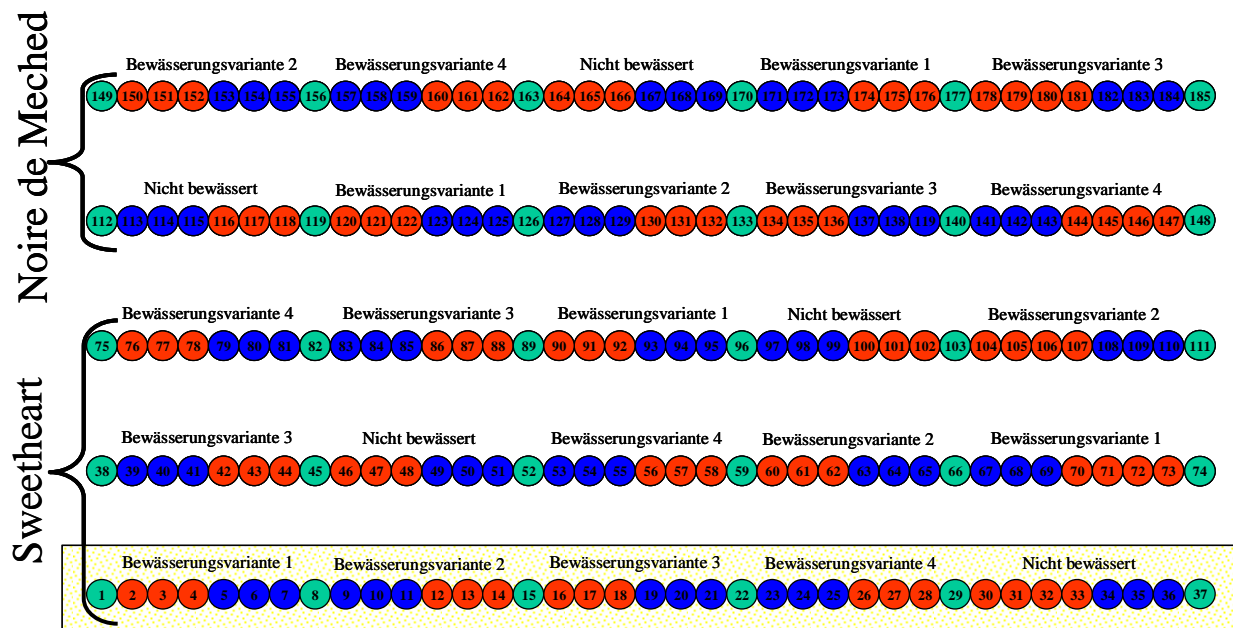 Noire de Meched
Bewässerungsvariante 2 Bewässerungsvariante 4 Nicht bewässert Bewässerungsvariante 1 Bewässerungsvariante 3
149 150 151 152 153 154 155 156 157 158 159 160 161 162 163 164 165 166 167 168 169 170 171 172 173 174 175 176 177 178 179 180 181 182 183 184 185
Nicht bewässert Bewässerungsvariante 1 Bewässerungsvariante 2 Bewässerungsvariante 3 Bewässerungsvariante 4
112 113 114 115 116 117 118 119 120 121 122 123 124 125 126 127 128 129 130 131 132 133 134 135 136 137 138 119 140 141 142 143 144 145 146 147 148
Sweetheart
Bewässerungsvariante 4 Bewässerungsvariante 3 Bewässerungsvariante 1 Nicht bewässert Bewässerungsvariante 2
75 76 77 78 79 80 81 82 83 84 85 86 87 88 89 90 91 92 93 94 95 96 97 98 99 100 101 102 103 104 105 106 107 108 109 110 111
Bewässerungsvariante 3 Nicht bewässert Bewässerungsvariante 4 Bewässerungsvariante 2 Bewässerungsvariante 1
38 39 40 41 42 43 44 45 46 47 48 49 50 51 52 53 54 55 56 57 58 59 60 61 62 63 64 65 66 67 68 69 70 71 72 73 74
Bewässerungsvariante 1 Bewässerungsvariante 2 Bewässerungsvariante 3 Bewässerungsvariante 4 Nicht bewässert
1 2 3 4 5 6 7 8 9 10 11 12 13 14 15 16 17 18 19 20 21 22 23 24 25 26 27 28 29 30 31 32 33 34 35 36 37